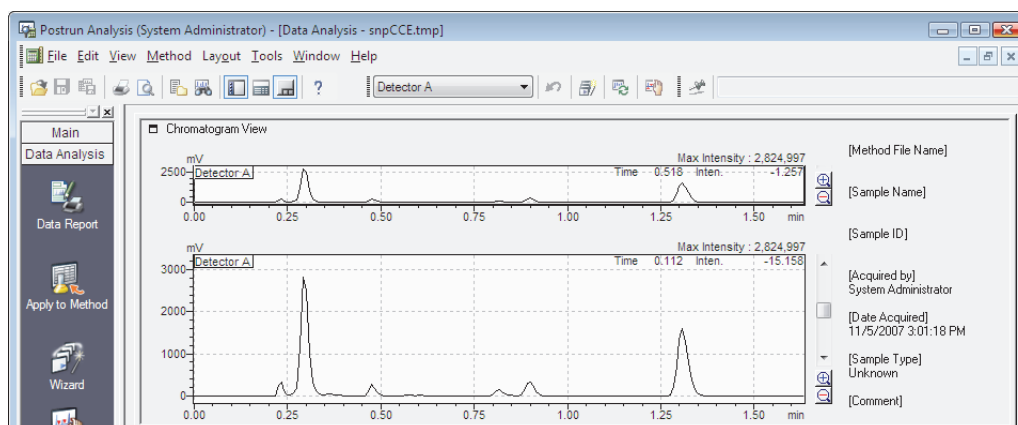 Postrun Analysis (System Administrator) - [Data Analysis - snpCCE.tmp]
File Edit View Method Layout Tools Window Help
Detector A
Main
Data Analysis
Data Report
Apply to Method
Wizard
Chromatogram View
mV
Max Intensity : 2,824,997
2500 Detector A Time 0.518 Inten. -1.257
0
0.00 0.25 0.50 0.75 1.00 1.25 1.50 min
mV
Max Intensity : 2,824,997
3000 Detector A Time 0.112 Inten. -15.158
2000
1000
0
0.00 0.25 0.50 0.75 1.00 1.25 1.50 min
[Method File Name]
[Sample Name]
[Sample ID]
[Acquired by]
System Administrator
[Date Acquired]
11/5/2007 3:01:18 PM
[Sample Type]
Unknown
[Comment]